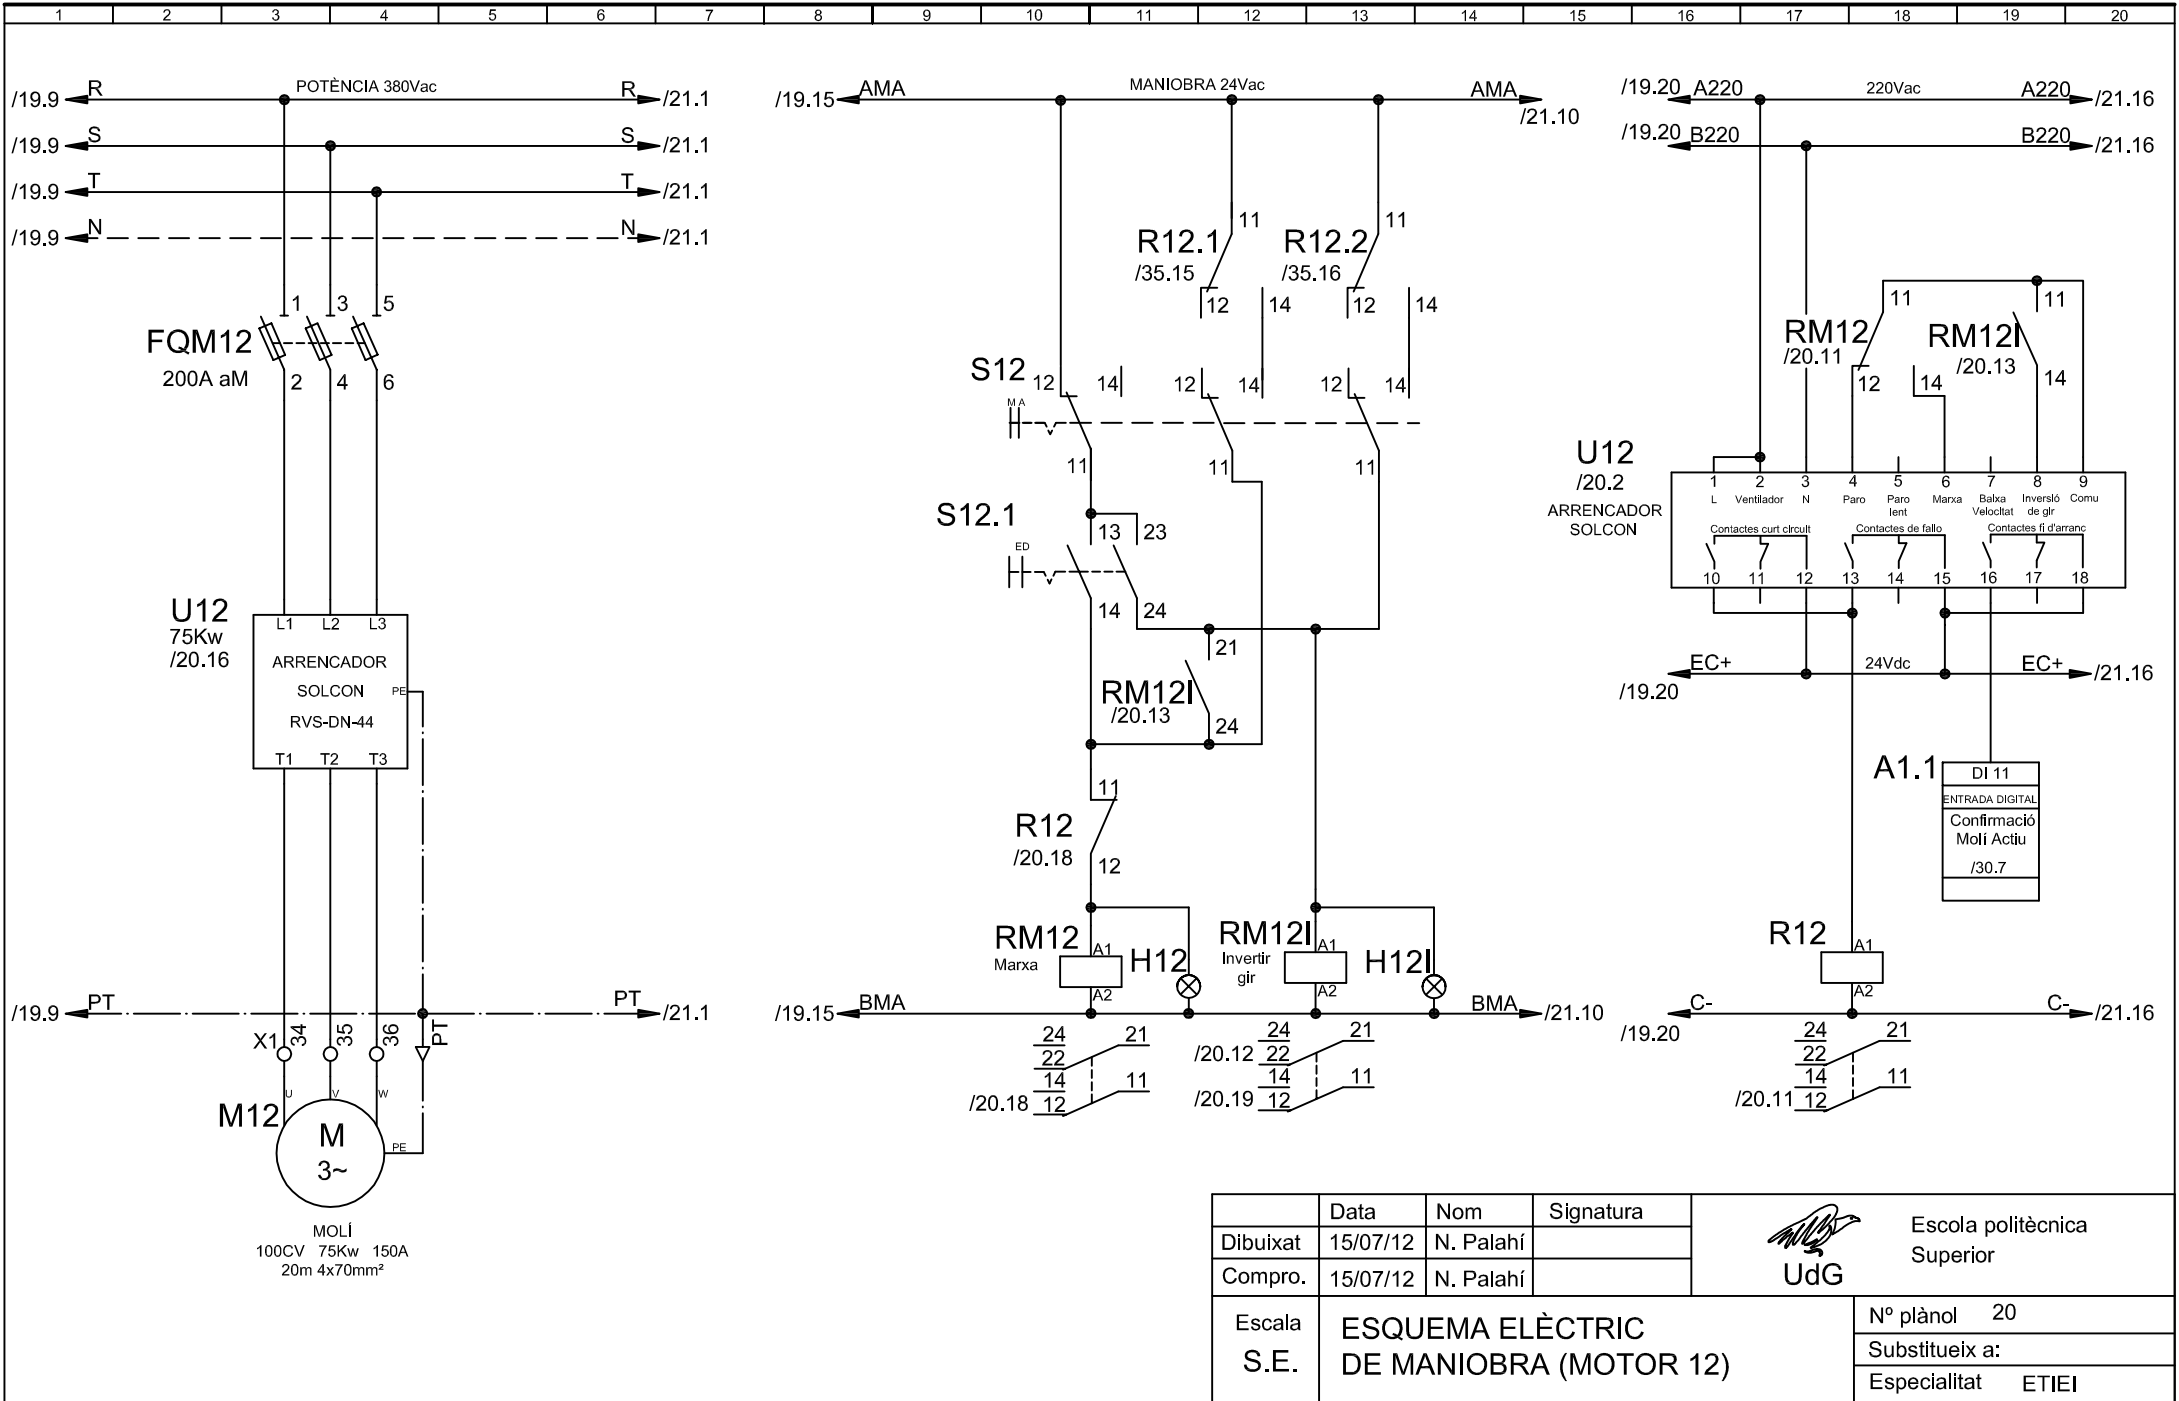 1 2 3 4 5 6 7 8 9 10 11 12 13 14 15 16 17 18 19 20
/19.9 R POTÈNCIA 380Vac R /21.1
/19.9 S S /21.1
/19.9 T T /21.1
/19.9 N N /21.1
1 3 5
FQM12
200A aM
2 4 6
U12
75Kw
/20.16
L1 L2 L3
ARRENCADOR
SOLCON
PE
RVS-DN-44
T1 T2 T3
/19.9 PT PT /21.1
X1 34 35 36 PT
U V W
M12
M
3~
PE
MOLÍ
100CV 75Kw 150A
20m 4x70mm²
/19.15 AMA MANIOBRA 24Vac AMA
/21.10
11 11
R12.1 R12.2
/35.15 /35.16
12 14 12 14
S12 12 14 12 14 12 14
M A
11 11 11
S12.1
13 23
ED
14 24
21
RM12I
/20.13
24
11
R12
/20.18
12
RM12
Marxa
A1
A2
H12
RM12I
Invertir
gir
A1
A2
H12I
/19.15 BMA BMA /21.10
24 21
22
14 11
/20.18 12
24 21
/20.12 22
14 11
/20.19 12
/19.20 A220 220Vac A220 /21.16
/19.20 B220 B220 /21.16
11 11
RM12 RM12I
/20.11 /20.13
12 14 14
U12
/20.2
ARRENCADOR
SOLCON
1 2 3 4 5 6 7 8 9
L Ventilador N Paro Paro Marxa Baixa Inversió Comu
lent Velocitat de gir
Contactes curt circuit Contactes de fallo Contactes fi d'arranc
10 11 12 13 14 15 16 17 18
EC+ 24Vdc EC+ /21.16
/19.20
A1.1
DI 11
ENTRADA DIGITAL
Confirmació
Molí Actiu
/30.7
R12
A1
A2
C- C- /21.16
/19.20
24 21
22
14 11
/20.11 12
Data Nom Signatura
Dibuixat 15/07/12 N. Palahí
Compro. 15/07/12 N. Palahí
UdG
Escola politècnica
Superior
Escala
S.E.
ESQUEMA ELÈCTRIC
DE MANIOBRA (MOTOR 12)
Nº plànol 20
Substitueix a:
Especialitat ETIEI